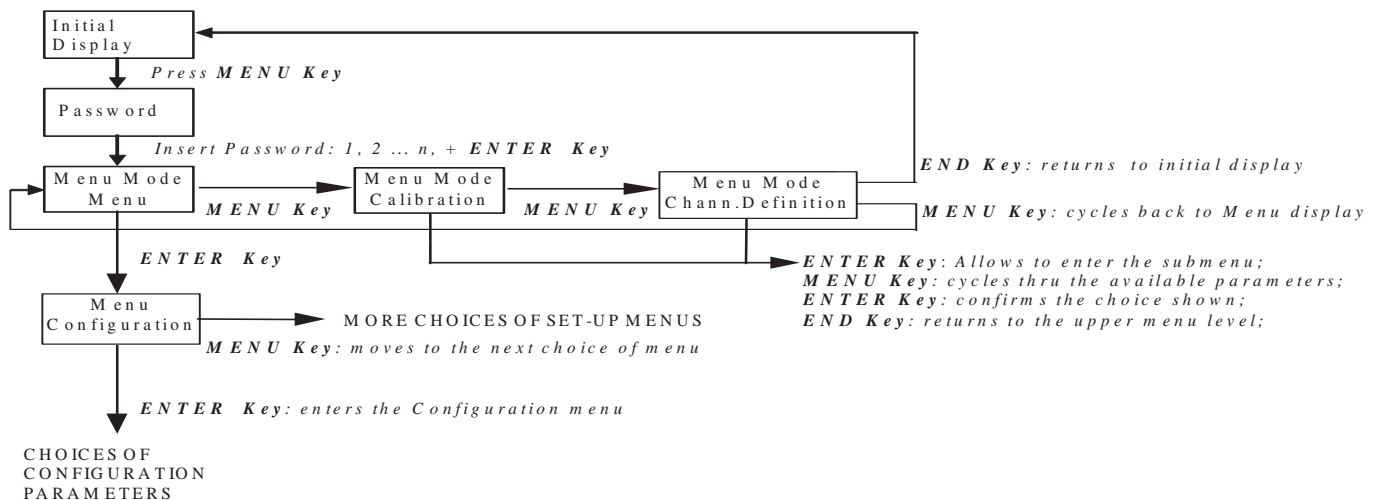 Initial
Display
Press MENU Key
Password
Insert Password: 1, 2 ... n, + ENTER Key
Menu Mode
Menu
MENU Key
Menu Mode
Calibration
MENU Key
Menu Mode
Chann.Definition
END Key: returns to initial display
MENU Key: cycles back to Menu display
ENTER Key
ENTER Key: Allows to enter the submenu;
MENU Key: cycles thru the available parameters;
ENTER Key: confirms the choice shown;
END Key: returns to the upper menu level;
Menu
Configuration
MORE CHOICES OF SET-UP MENUS
MENU Key: moves to the next choice of menu
ENTER Key: enters the Configuration menu
CHOICES OF
CONFIGURATION
PARAMETERS